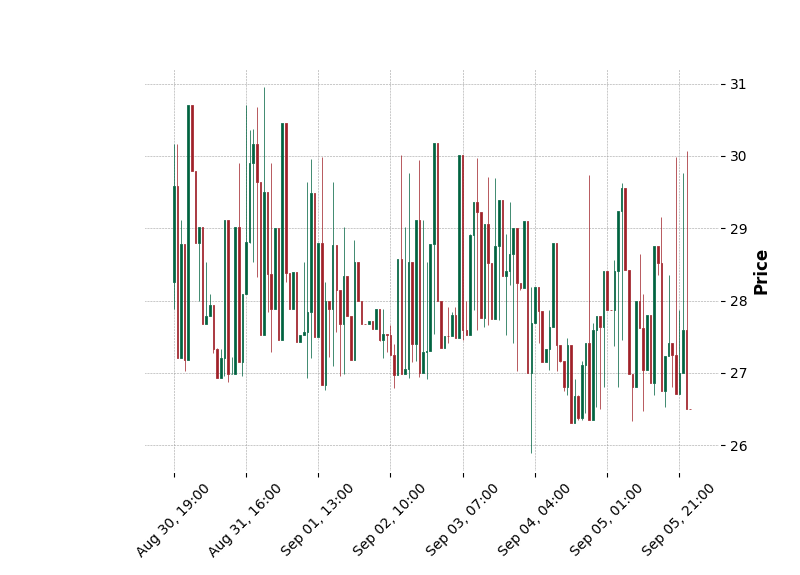 31
30
29
28
27
26
Price
Aug 30, 19:00
Aug 31, 16:00
Sep 01, 13:00
Sep 02, 10:00
Sep 03, 07:00
Sep 04, 04:00
Sep 05, 01:00
Sep 05, 21:00